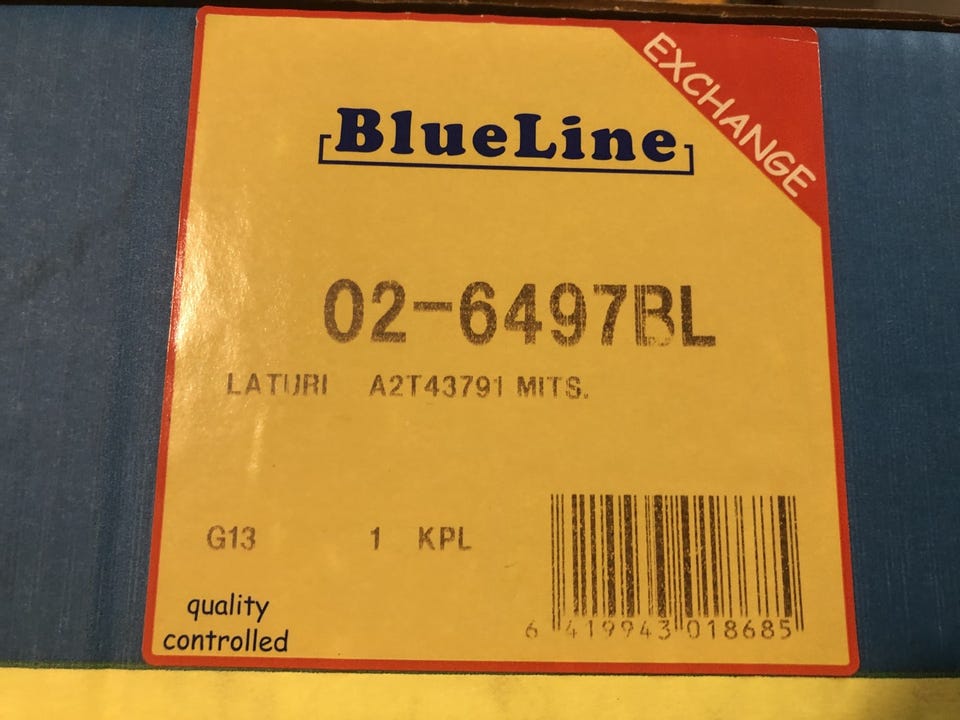 EXCHANGE
BlueLine
02-6497BL
LATURI A2T43791 MITS.
G13 1 KPL
quality
controlled
6 419943 018685